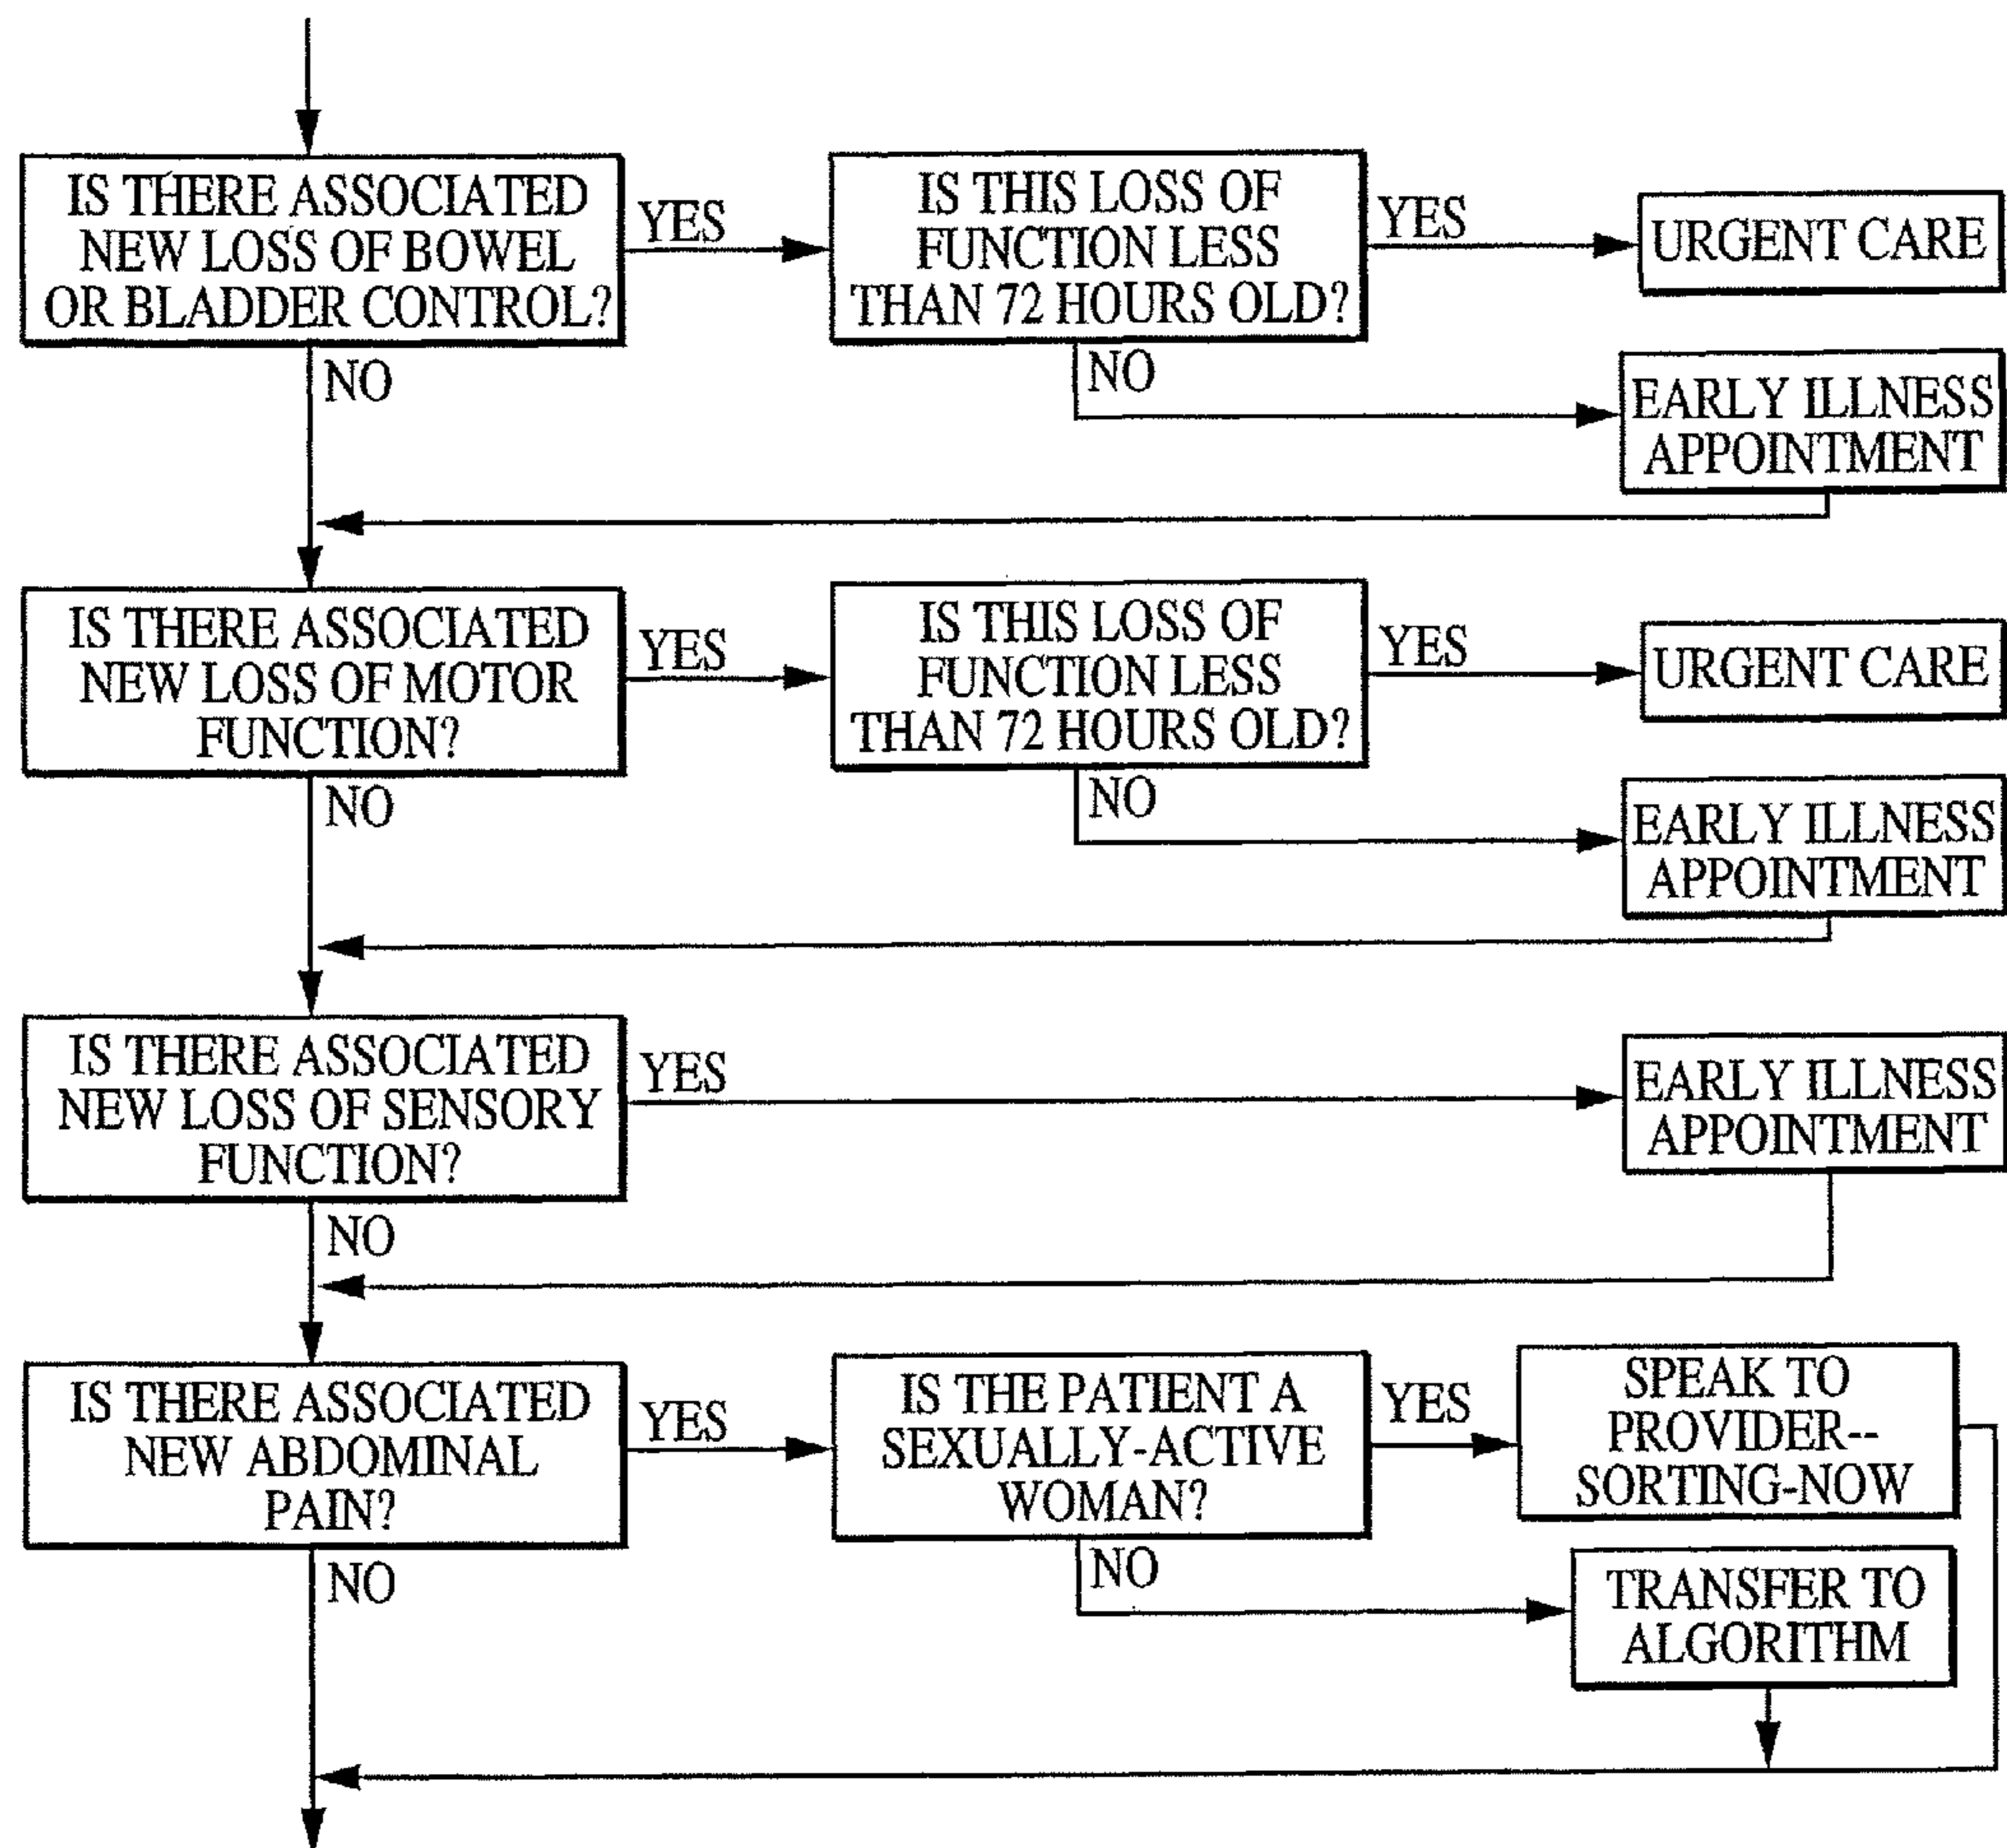 IS THERE ASSOCIATED
NEW LOSS OF BOWEL
OR BLADDER CONTROL?
YES
IS THIS LOSS OF
FUNCTION LESS
THAN 72 HOURS OLD?
YES
URGENT CARE
NO
NO
EARLY ILLNESS
APPOINTMENT
IS THERE ASSOCIATED
NEW LOSS OF MOTOR
FUNCTION?
YES
IS THIS LOSS OF
FUNCTION LESS
THAN 72 HOURS OLD?
YES
URGENT CARE
NO
NO
EARLY ILLNESS
APPOINTMENT
IS THERE ASSOCIATED
NEW LOSS OF SENSORY
FUNCTION?
YES
EARLY ILLNESS
APPOINTMENT
NO
IS THERE ASSOCIATED
NEW ABDOMINAL
PAIN?
YES
IS THE PATIENT A
SEXUALLY-ACTIVE
WOMAN?
YES
SPEAK TO
PROVIDER--
SORTING-NOW
NO
NO
TRANSFER TO
ALGORITHM